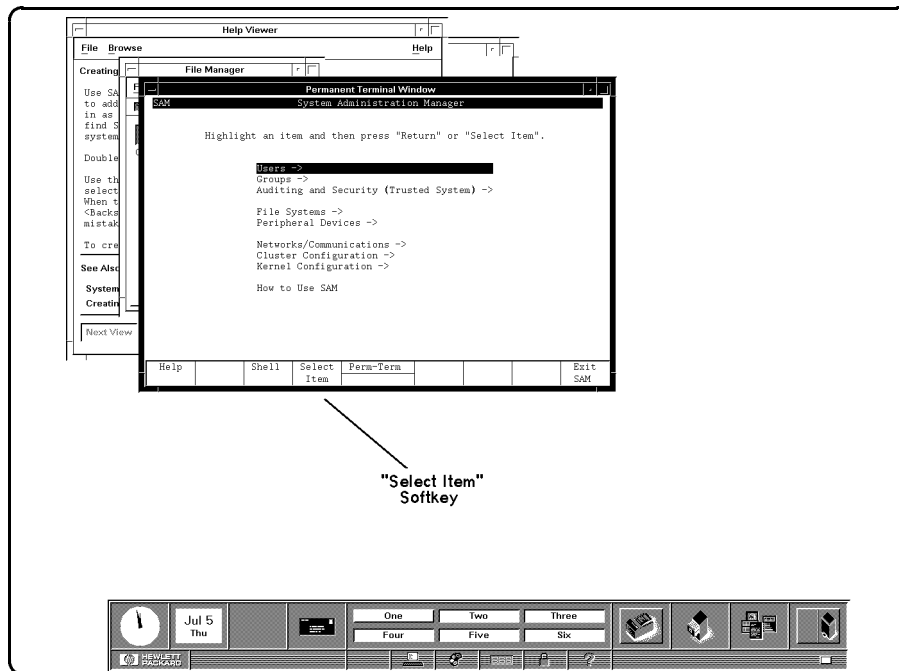 Help Viewer
File Browse Help
Creating
File Manager
Use SA
to add
in as
find S
system
Double
Use th
select
When t
<Backs
mistak
To cre
See Also
System
Creatin
Next View
Permanent Terminal Window
SAM System Administration Manager
Highlight an item and then press "Return" or "Select Item".
Users ->
Groups ->
Auditing and Security (Trusted System) ->
File Systems ->
Peripheral Devices ->
Networks/Communications ->
Cluster Configuration ->
Kernel Configuration ->
How to Use SAM
Help Shell Select Item Perm-Term Exit SAM
"Select Item"
Softkey
Jul 5
Thu
One Two Three
Four Five Six
HEWLETT
PACKARD